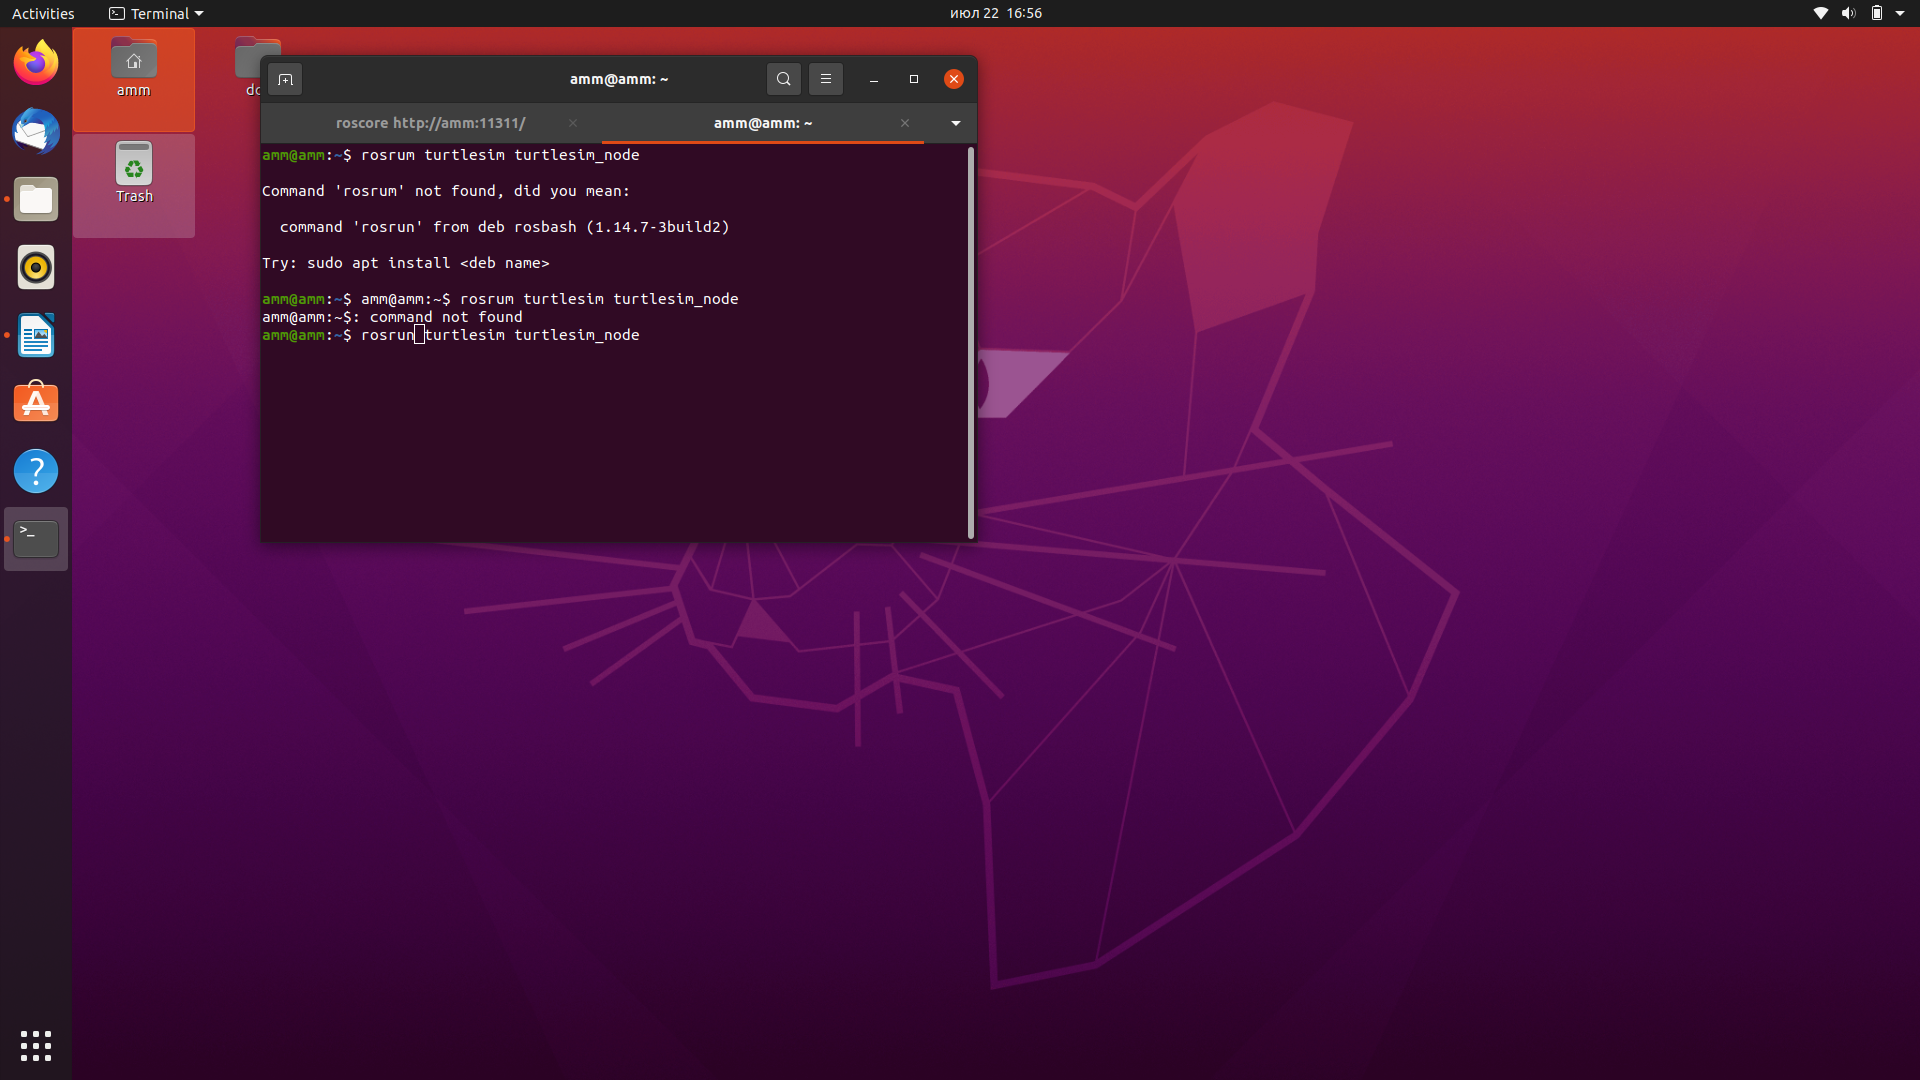 Activities
Terminal
июл 22 16:56
amm
Trash
amm@amm: ~
roscore http://amm:11311/
amm@amm: ~
amm@amm:~$ rosrum turtlesim turtlesim_node
Command 'rosrum' not found, did you mean:
command 'rosrun' from deb rosbash (1.14.7-3build2)
Try: sudo apt install <deb name>
amm@amm:~$ amm@amm:~$ rosrum turtlesim turtlesim_node
amm@amm:~$: command not found
amm@amm:~$ rosrun turtlesim turtlesim_node